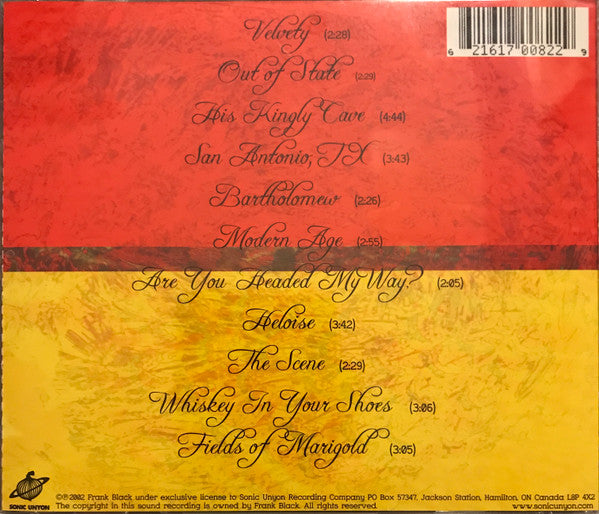 Velvety (2:28)
Out of State (2:29)
His Kingly Cave (4:44)
San Antonio, TX (3:43)
Bartholomew (2:26)
Modern Age (2:55)
Are You Headed My Way? (2:05)
Heloise (3:42)
The Scene (2:29)
Whiskey In Your Shoes (3:06)
Fields of Marigold (3:05)
6 21617 00822 9
SONIC UNYON
©℗2002 Frank Black under exclusive license to Sonic Unyon Recording Company PO Box 57347, Jackson Station, Hamilton, ON Canada L8P 4X2
The copyright in this sound recording is owned by Frank Black. All rights reserved. www.sonicunyon.com